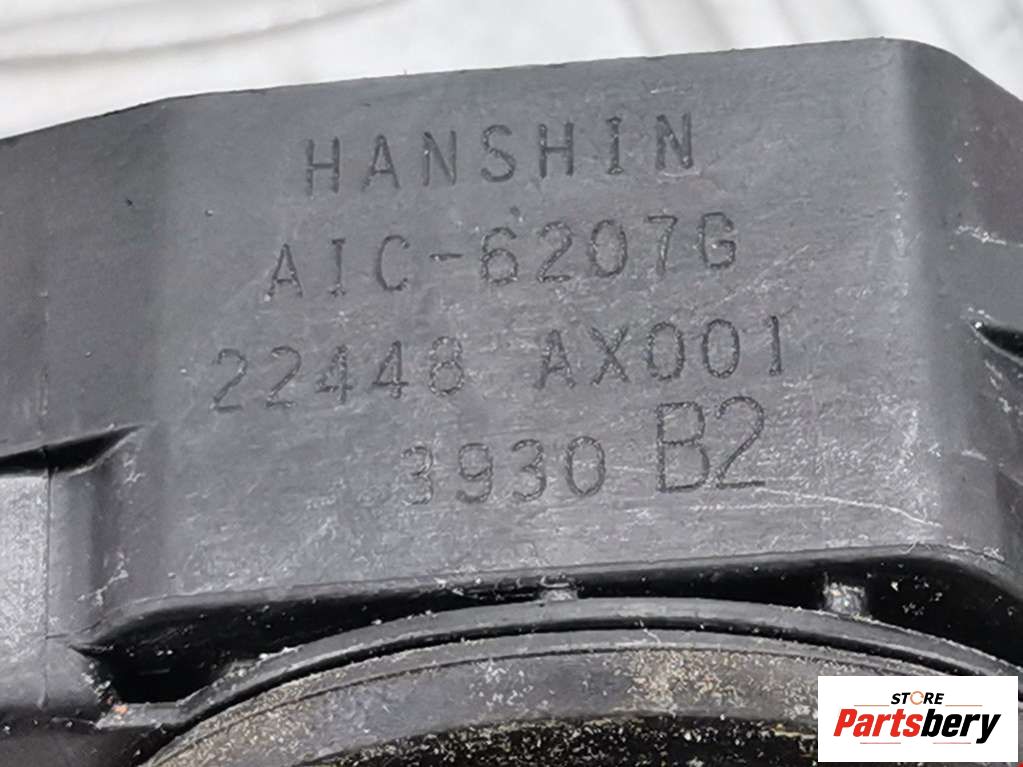 HANSHIN
AIC-6207G
22448 AX001
3930 B2
STORE
Partsbery